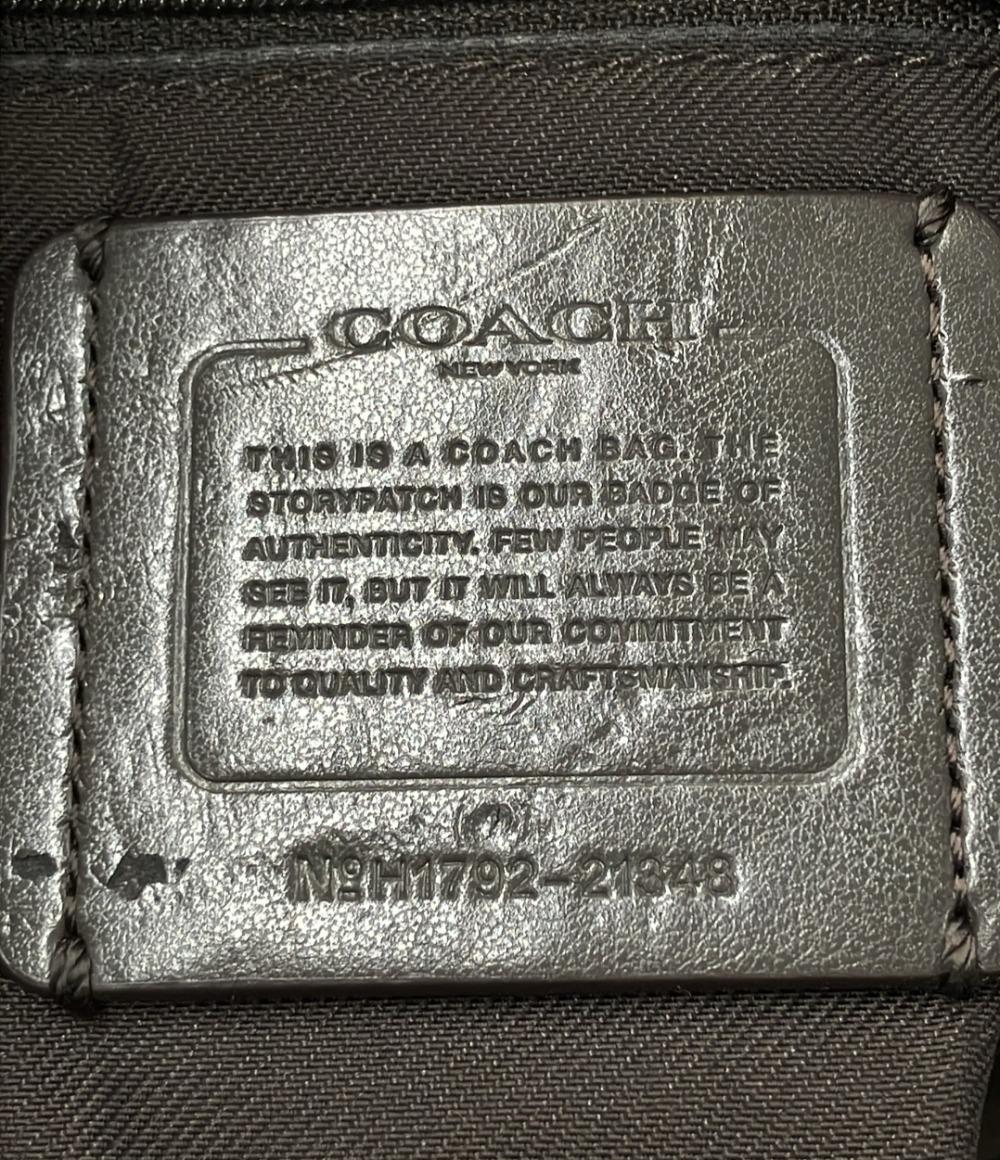 COACH
NEW YORK
THIS IS A COACH BAG. THE
STORYPATCH IS OUR BADGE OF
AUTHENTICITY. FEW PEOPLE MAY
SEE IT, BUT IT WILL ALWAYS BE A
REMINDER OF OUR COMMITMENT
TO QUALITY AND CRAFTSMANSHIP.
NºH1792-21348